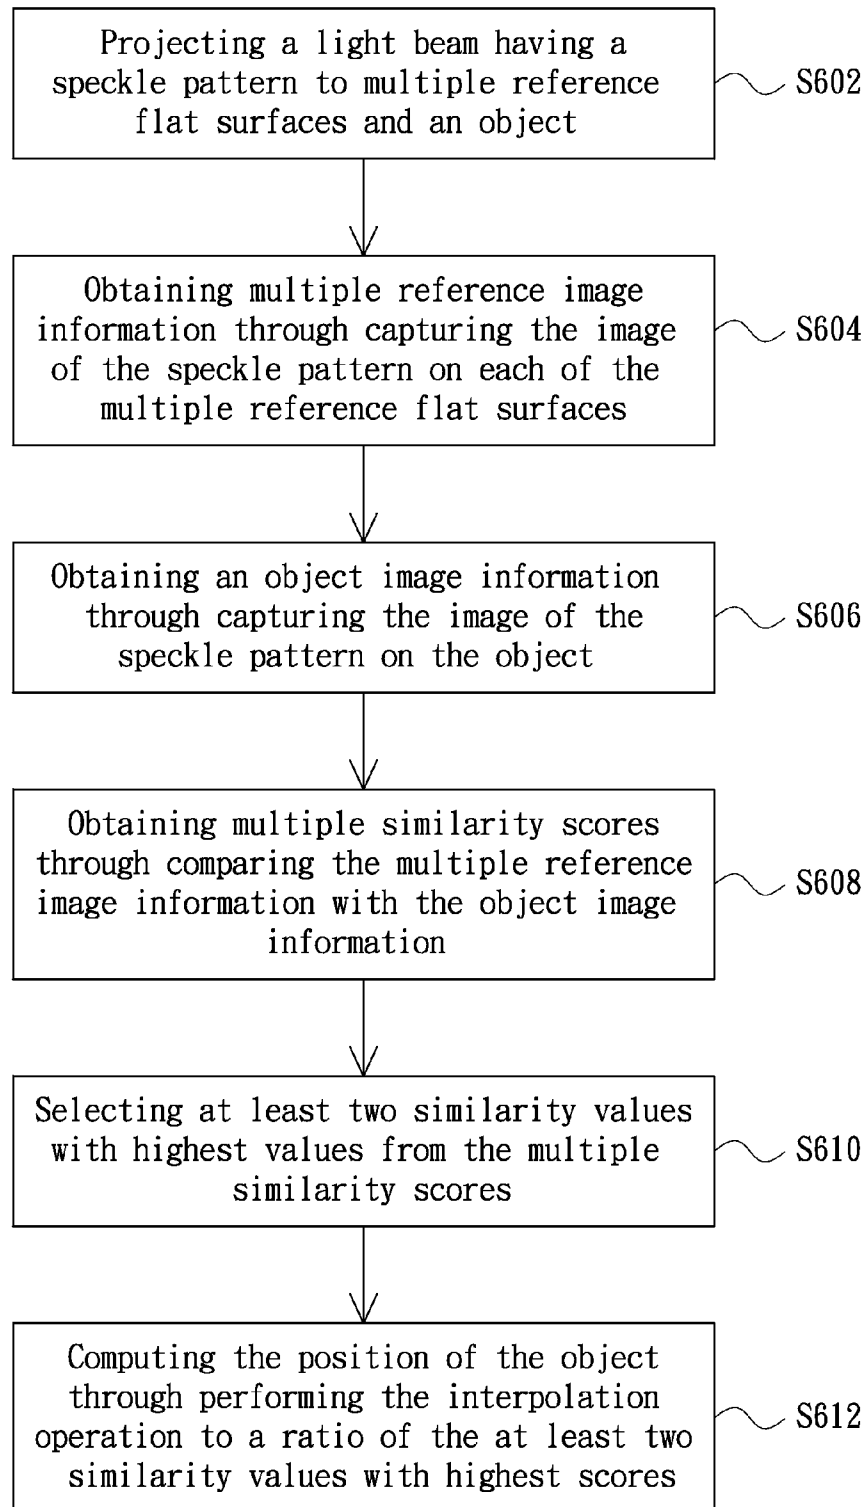 Projecting a light beam having a
speckle pattern to multiple reference
flat surfaces and an object
S602
Obtaining multiple reference image
information through capturing the image
of the speckle pattern on each of the
multiple reference flat surfaces
S604
Obtaining an object image information
through capturing the image of the
speckle pattern on the object
S606
Obtaining multiple similarity scores
through comparing the multiple reference
image information with the object image
information
S608
Selecting at least two similarity values
with highest values from the multiple
similarity scores
S610
Computing the position of the object
through performing the interpolation
operation to a ratio of the at least two
similarity values with highest scores
S612